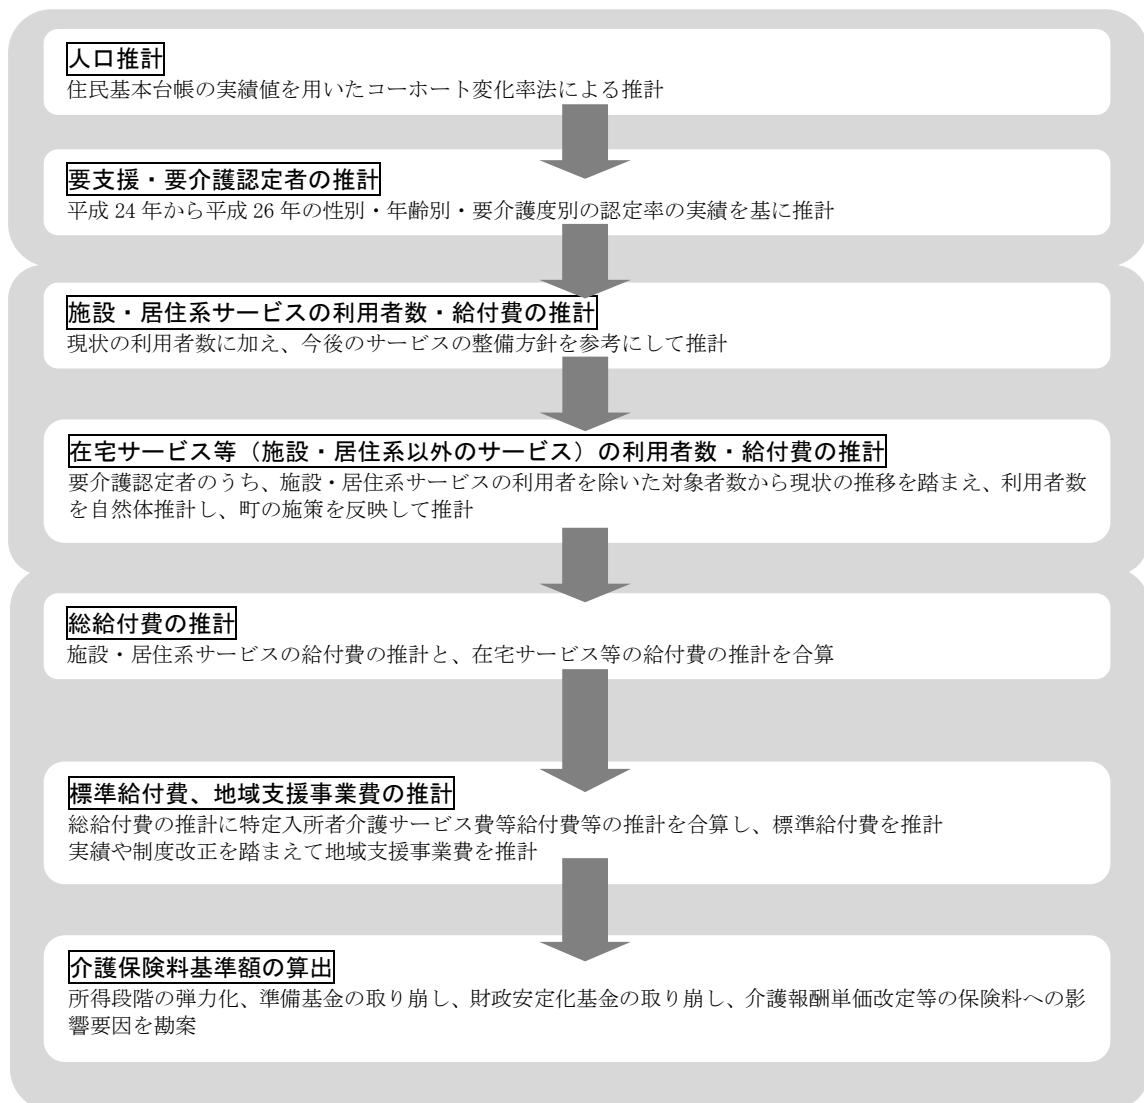 人口推計
住民基本台帳の実績値を用いたコーホート変化率法による推計
要支援・要介護認定者の推計
平成 24 年から平成 26 年の性別・年齢別・要介護度別の認定率の実績を基に推計
施設・居住系サービスの利用者数・給付費の推計
現状の利用者数に加え、今後のサービスの整備方針を参考にして推計
在宅サービス等（施設・居住系以外のサービス）の利用者数・給付費の推計
要介護認定者のうち、施設・居住系サービスの利用者を除いた対象者数から現状の推移を踏まえ、利用者数
を自然体推計し、町の施策を反映して推計
総給付費の推計
施設・居住系サービスの給付費の推計と、在宅サービス等の給付費の推計を合算
標準給付費、地域支援事業費の推計
総給付費の推計に特定入所者介護サービス費等給付費等の推計を合算し、標準給付費を推計
実績や制度改正を踏まえて地域支援事業費を推計
介護保険料基準額の算出
所得段階の弾力化、準備基金の取り崩し、財政安定化基金の取り崩し、介護報酬単価改定等の保険料への影
響要因を勘案